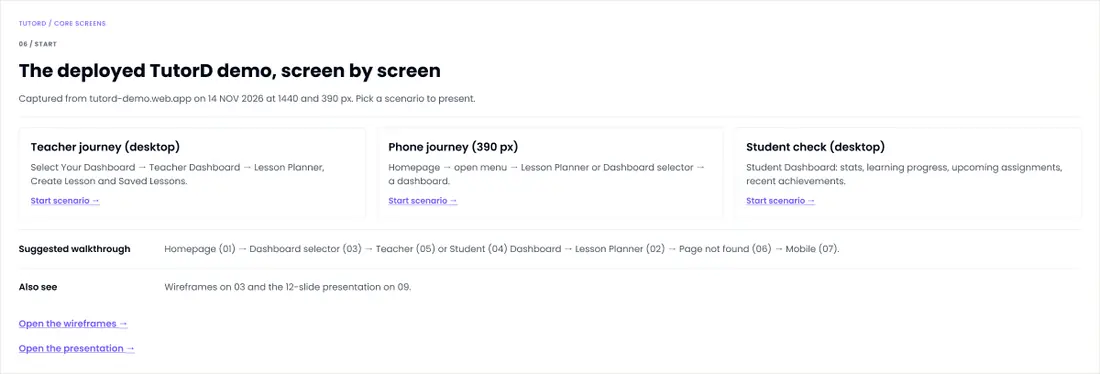 TUTORD / CORE SCREENS
06 / START
The deployed TutorD demo, screen by screen
Captured from tutord-demo.web.app on 14 NOV 2026 at 1440 and 390 px. Pick a scenario to present.
Teacher journey (desktop)
Select Your Dashboard → Teacher Dashboard → Lesson Planner,
Create Lesson and Saved Lessons.
Start scenario →
Phone journey (390 px)
Homepage → open menu → Lesson Planner or Dashboard selector →
a dashboard.
Start scenario →
Student check (desktop)
Student Dashboard: stats, learning progress, upcoming assignments,
recent achievements.
Start scenario →
Suggested walkthrough
Homepage (01) → Dashboard selector (03) → Teacher (05) or Student (04) Dashboard → Lesson Planner (02) → Page not found (06) → Mobile (07).
Also see
Wireframes on 03 and the 12-slide presentation on 09.
Open the wireframes →
Open the presentation →